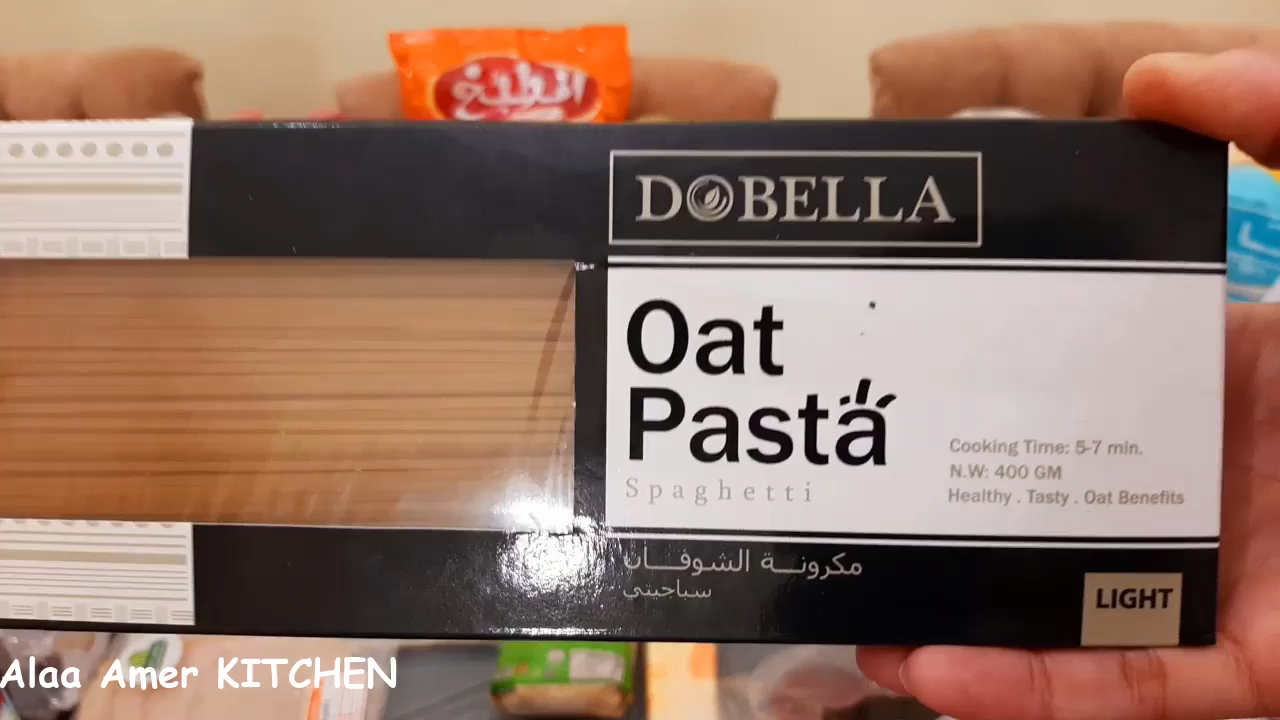 اطبخ
DOBELLA
Oat
Pasta
Spaghetti
Cooking Time: 5-7 min.
N.W: 400 GM
Healthy . Tasty . Oat Benefits
مكرونة الشوفان
سباجيتي
LIGHT
Alaa Amer KITCHEN